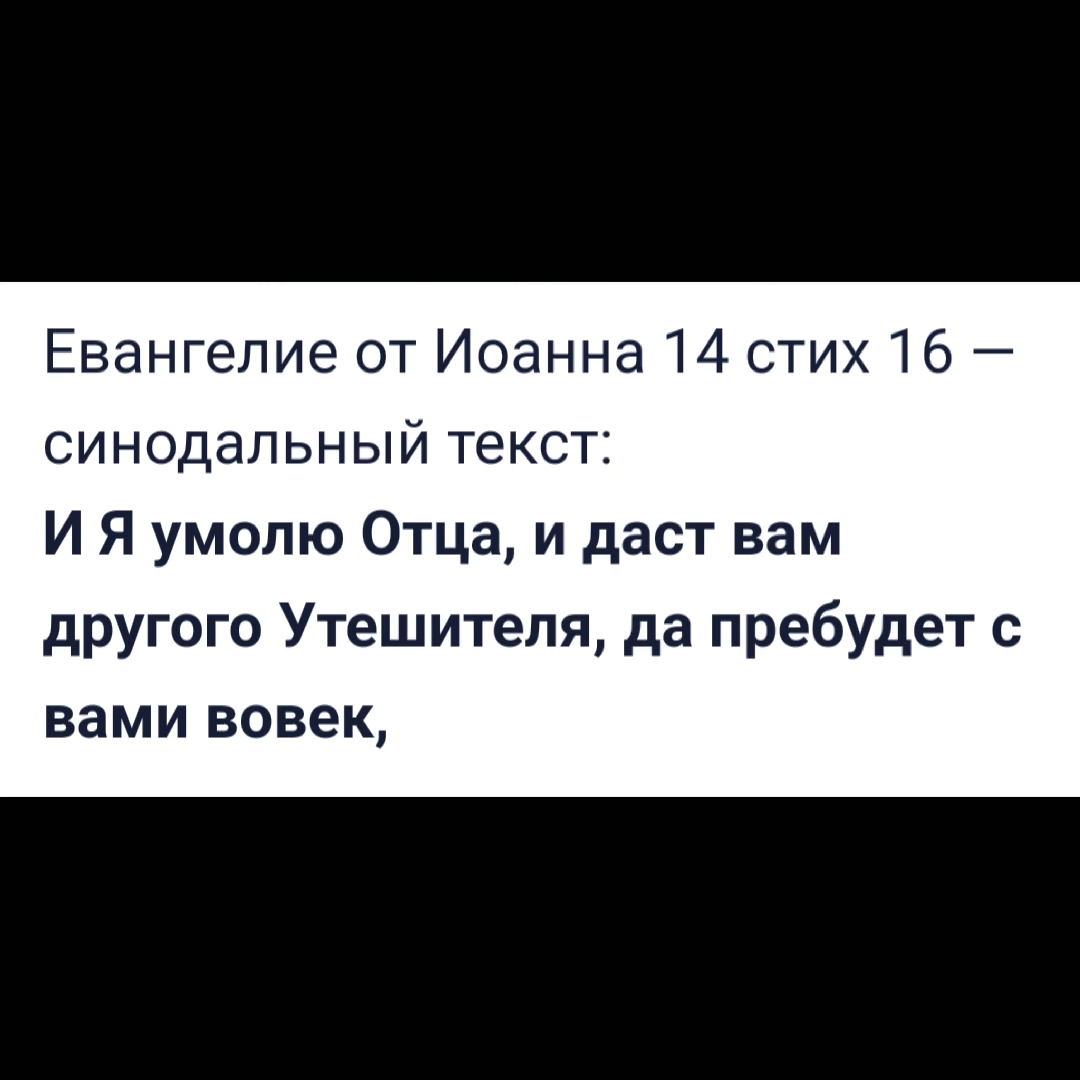 Евангелие от Иоанна 14 стих 16 —
синодальный текст:
И Я умолю Отца, и даст вам
другого Утешителя, да пребудет с
вами вовек,